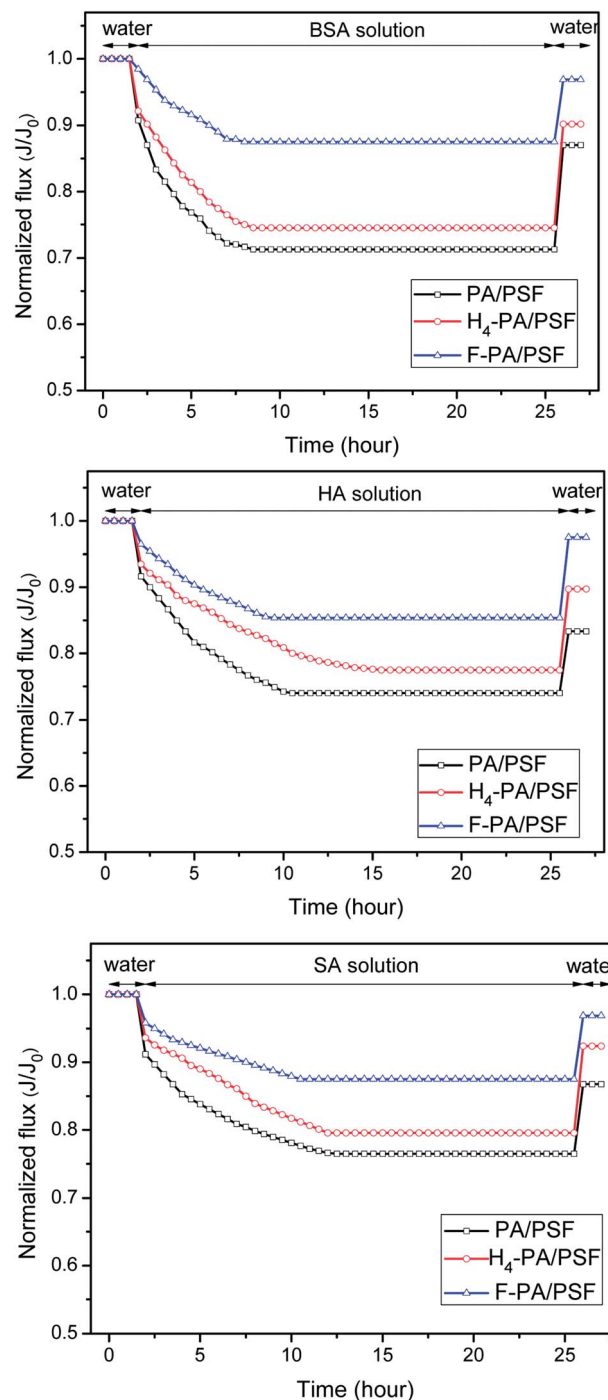 water BSA solution water
1.0
0.9
0.8
0.7
0.6
0.5
Normalized flux (J/J₀)
PA/PSF
H₄-PA/PSF
F-PA/PSF
0 5 10 15 20 25
Time (hour)
water HA solution water
1.0
0.9
0.8
0.7
0.6
0.5
Normalized flux (J/J₀)
PA/PSF
H₄-PA/PSF
F-PA/PSF
0 5 10 15 20 25
Time (hour)
water SA solution wate
1.0
0.9
0.8
0.7
0.6
0.5
Normalized flux (J/J₀)
PA/PSF
H₄-PA/PSF
F-PA/PSF
0 5 10 15 20 25
Time (hour)